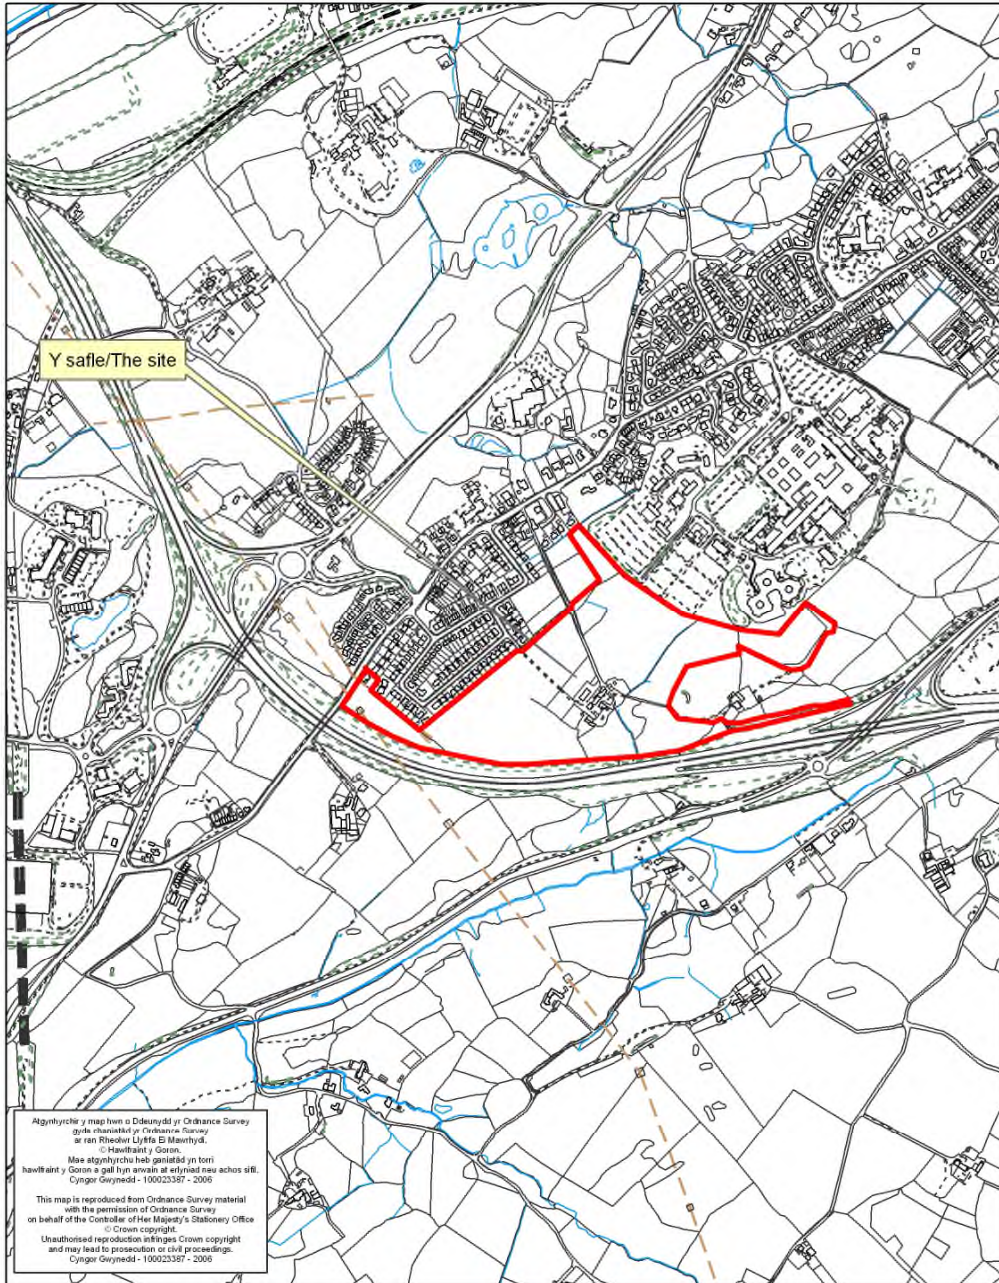 Y safle/The site
Atgynhyrchir y map hwn o Ddeunydd yr Ordnance Survey
gyda chaniatâd yr Ordnance Survey
ar ran Rheolwr Llyfrfa Ei Mawrhydi.
© Hawlfraint y Goron.
Mae atgynhyrchu heb ganiatâd yn torri
hawlfraint y Goron a gall hyn arwain at erlyniad neu achos sifil.
Cyngor Gwynedd - 100023387 - 2006
This map is reproduced from Ordnance Survey material
with the permission of Ordnance Survey
on behalf of the Controller of Her Majesty's Stationery Office
© Crown copyright.
Unauthorised reproduction infringes Crown copyright
and may lead to prosecution or civil proceedings.
Cyngor Gwynedd - 100023387 - 2006